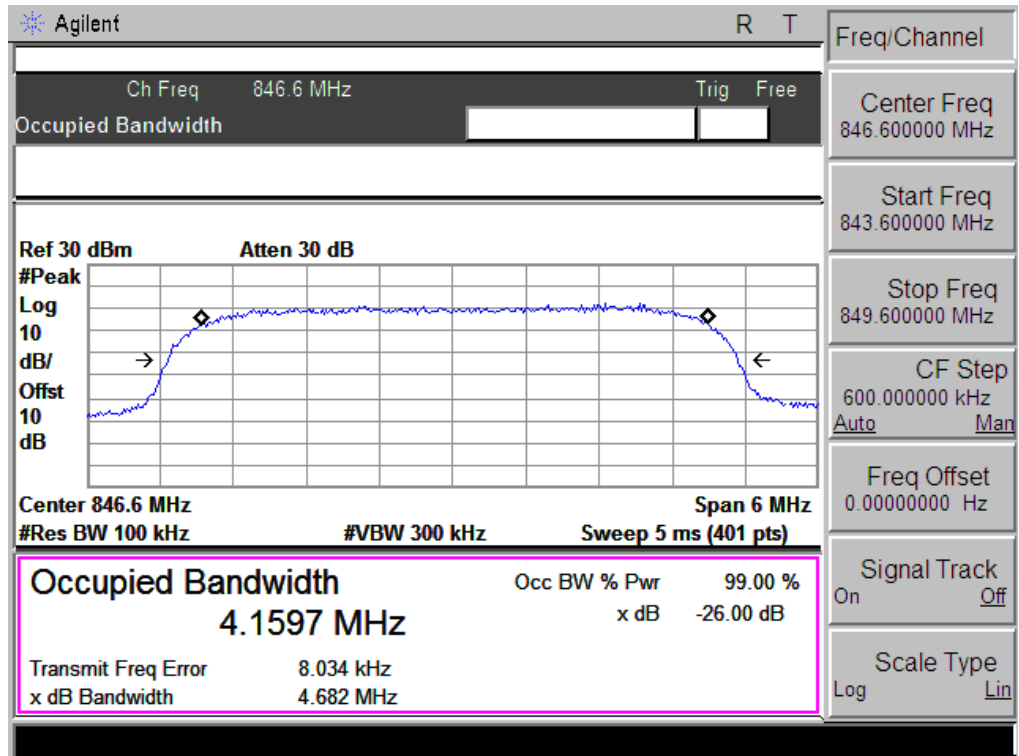 Agilent R T
Ch Freq 846.6 MHz Trig Free
Occupied Bandwidth
Ref 30 dBm Atten 30 dB
#Peak
Log
10
dB/
Offst
10
dB
Center 846.6 MHz Span 6 MHz
#Res BW 100 kHz #VBW 300 kHz Sweep 5 ms (401 pts)
Occupied Bandwidth Occ BW % Pwr 99.00 %
4.1597 MHz x dB -26.00 dB
Transmit Freq Error 8.034 kHz
x dB Bandwidth 4.682 MHz
Freq/Channel
Center Freq
846.600000 MHz
Start Freq
843.600000 MHz
Stop Freq
849.600000 MHz
CF Step
600.000000 kHz
Auto Man
Freq Offset
0.00000000 Hz
Signal Track
On Off
Scale Type
Log Lin